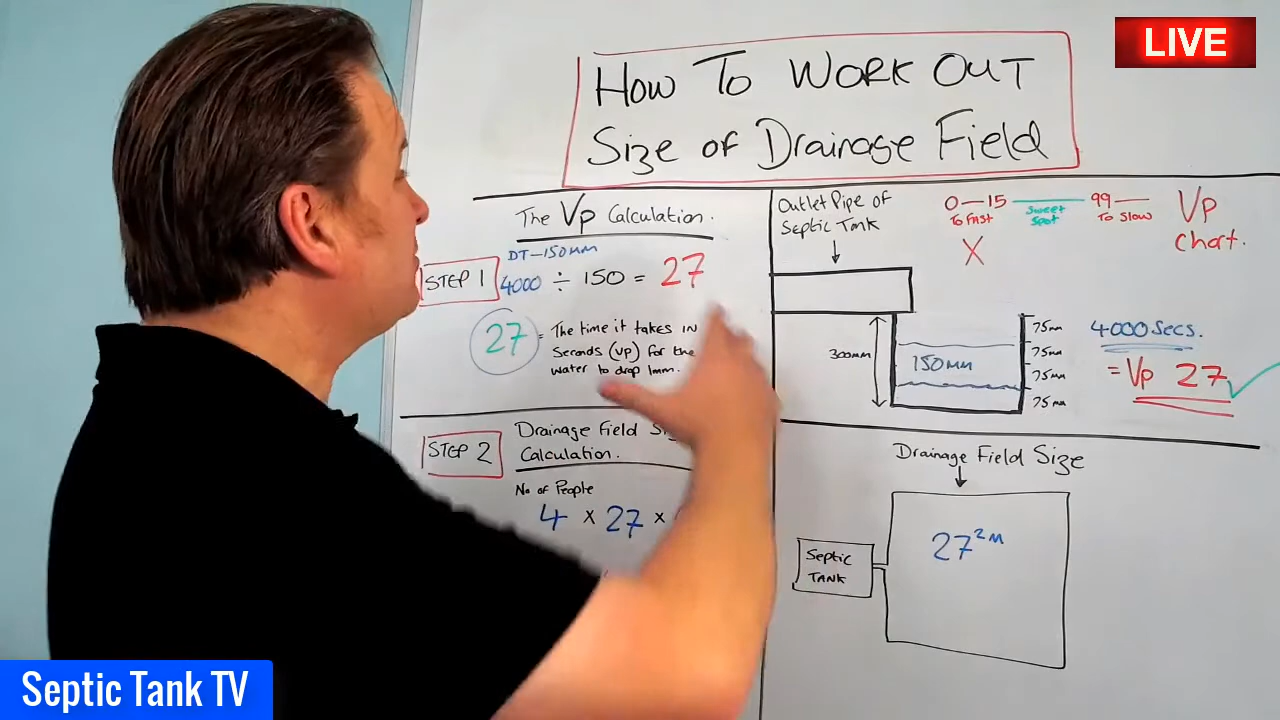 LIVE
How To WORK OUT
Size of Drainage Field
The Vp Calculation.
DT-150mm
STEP 1
4000 ÷ 150 = 27
27 = The time it takes in
Seconds (Vp) for the
water to drop 1mm.
Outlet Pipe of
Septic Tank
0-15
Sweet
Spot
99
To Fast
To Slow
X
Vp
Chart.
300mm
150mm
75mm
75mm
75mm
75mm
4000 Secs.
= Vp 27
STEP 2
Drainage Field
Calculation.
No of People
4 x 27 x
Drainage Field Size
27 2m
Septic
TANK
Septic Tank TV